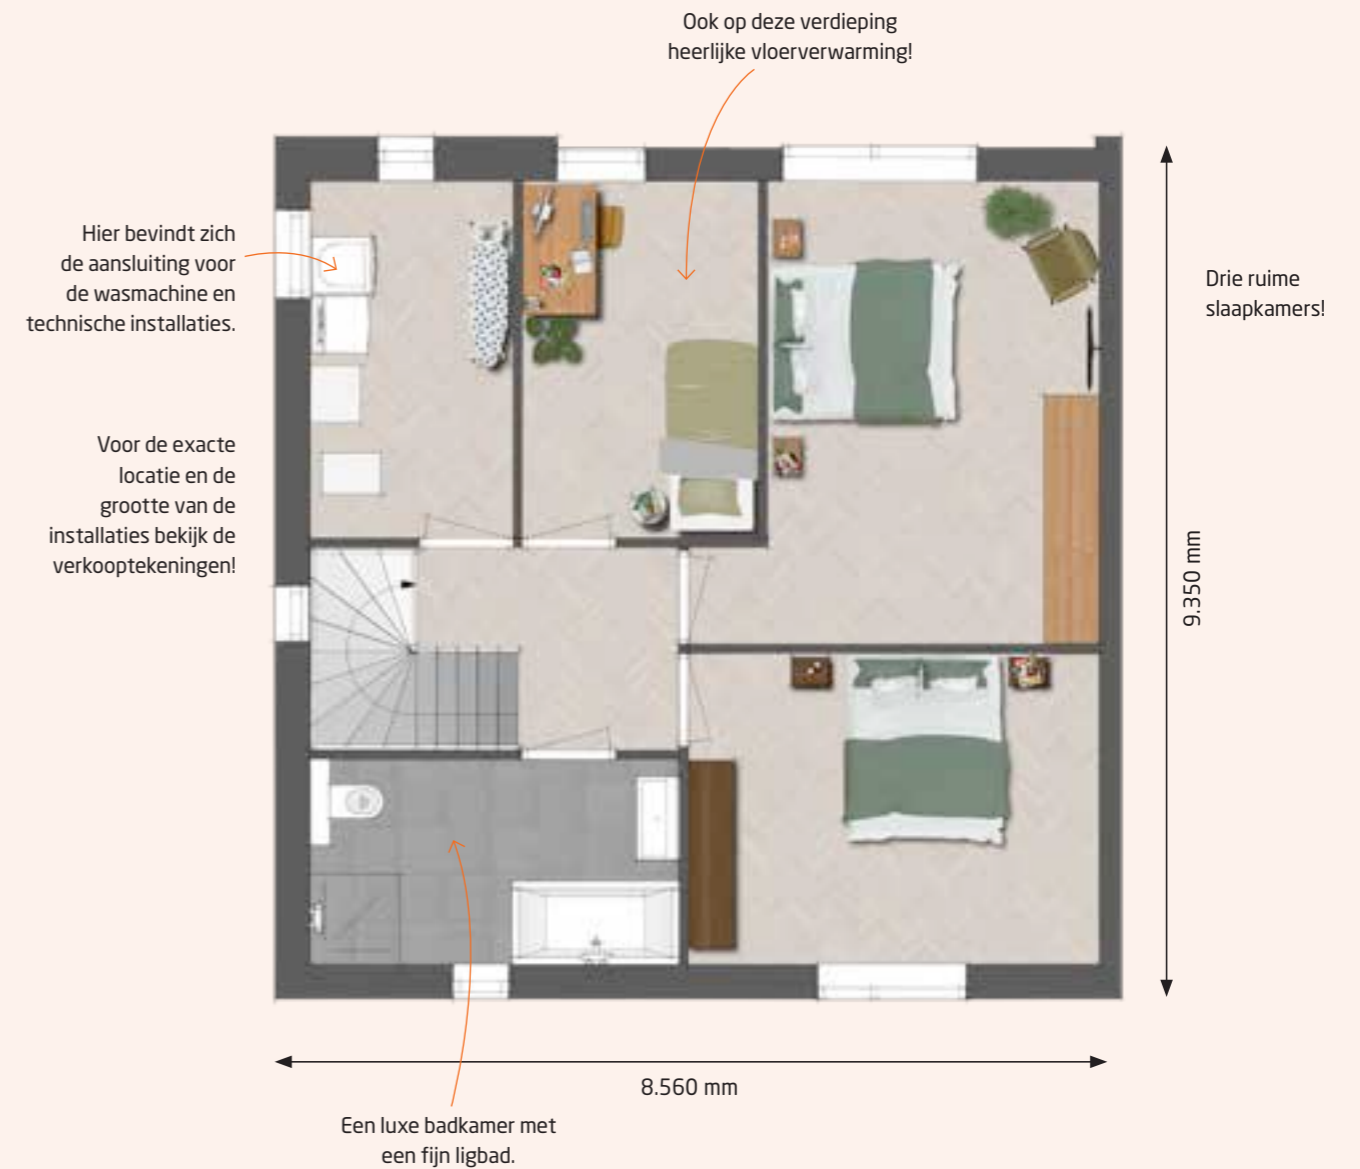 Ook op deze verdieping
heerlijke vloerverwarming!
Hier bevindt zich
de aansluiting voor
de wasmachine en
technische installaties.
Drie ruime
slaapkamers!
Voor de exacte
locatie en de
grootte van de
installaties bekijk de
verkooptekeningen!
9.350 mm
8.560 mm
Een luxe badkamer met
een fijn ligbad.